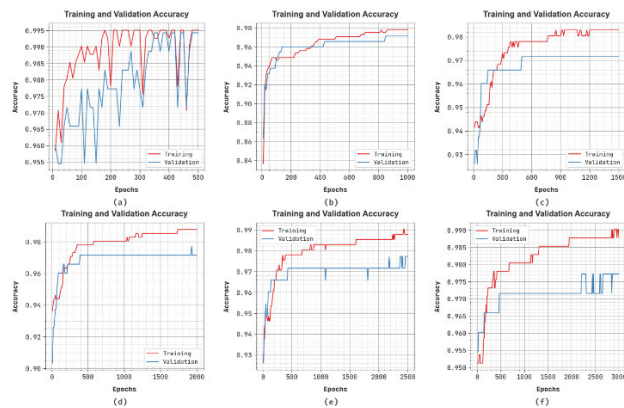 Training and Validation Accuracy
0.995
0.990
0.985
0.980
0.975
0.970
0.965
0.960
0.955
Accuracy
Training
Validation
0 100 200 300 400 500
Epochs
(a)
Training and Validation Accuracy
0.98
0.96
0.94
0.92
0.90
0.88
0.86
0.84
Accuracy
Training
Validation
0 200 400 600 800 1000
Epochs
(b)
Training and Validation Accuracy
0.98
0.97
0.96
0.95
0.94
0.93
Accuracy
Training
Validation
0 300 600 900 1200 1500
Epochs
(c)
Training and Validation Accuracy
0.98
0.96
0.94
0.92
0.90
Accuracy
Training
Validation
0 500 1000 1500 2000
Epochs
(d)
Training and Validation Accuracy
Training
Validation
0.99
0.98
0.97
0.96
0.95
0.94
0.93
Accuracy
0 500 1000 1500 2000 2500
Epochs
(e)
Training and Validation Accuracy
Training
Validation
0.990
0.985
0.980
0.975
0.970
0.965
0.960
0.955
0.950
Accuracy
0 500 1000 1500 2000 2500 3000
Epochs
(f)